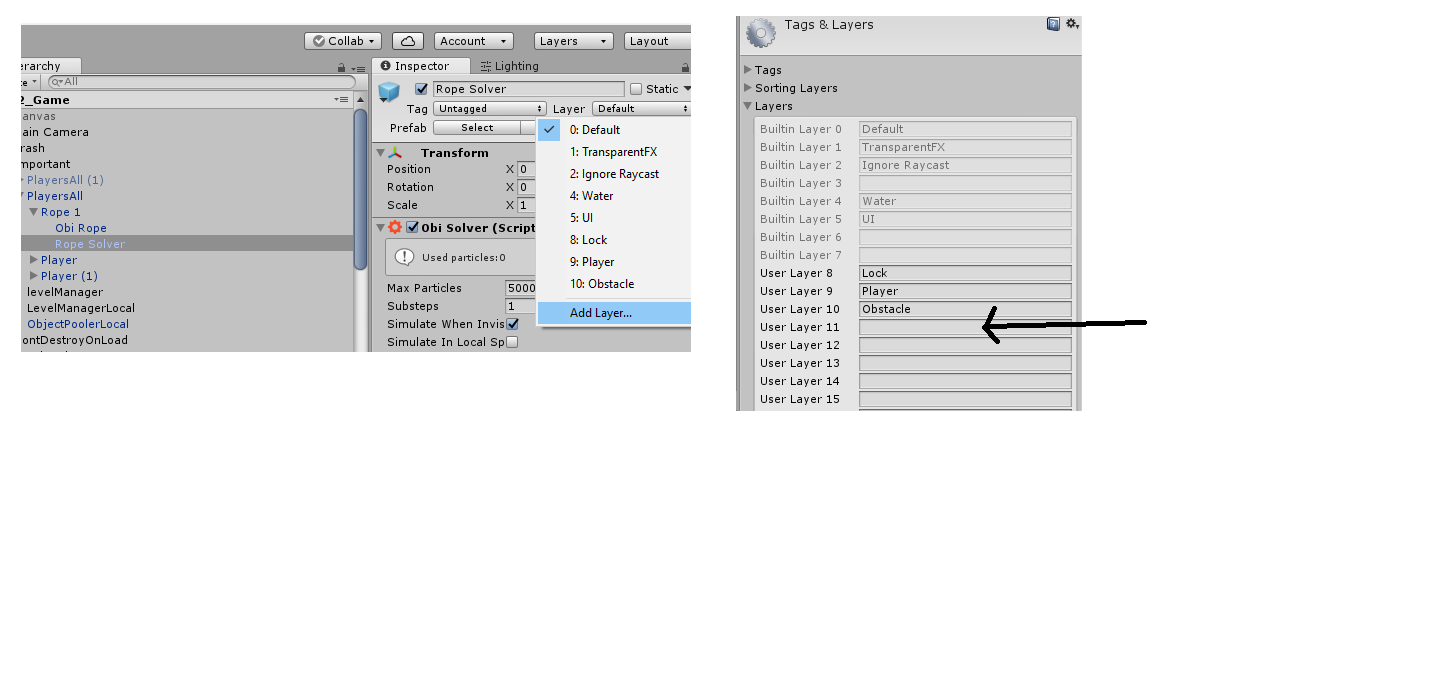 Collab Account Layers Layout
erarchy
All
2_Game
anvas
ain Camera
rash
mportant
PlayersAll (1)
PlayersAll
Rope 1
Obi Rope
Rope Solver
Player
Player (1)
levelManager
LevelManagerLocal
ObjectPoolerLocal
ontDestroyOnLoad
Inspector Lighting
Rope Solver Static
Tag Untagged Layer Default
Prefab Select
Transform
Position X 0
Rotation X 0
Scale X 1
Obi Solver (Script
Used particles:0
Max Particles 5000
Substeps 1
Simulate When Invis
Simulate In Local Sp
0: Default
1: TransparentFX
2: Ignore Raycast
4: Water
5: UI
8: Lock
9: Player
10: Obstacle
Add Layer...
Tags & Layers
Tags
Sorting Layers
Layers
Builtin Layer 0 Default
Builtin Layer 1 TransparentFX
Builtin Layer 2 Ignore Raycast
Builtin Layer 3
Builtin Layer 4 Water
Builtin Layer 5 UI
Builtin Layer 6
Builtin Layer 7
User Layer 8 Lock
User Layer 9 Player
User Layer 10 Obstacle
User Layer 11
User Layer 12
User Layer 13
User Layer 14
User Layer 15